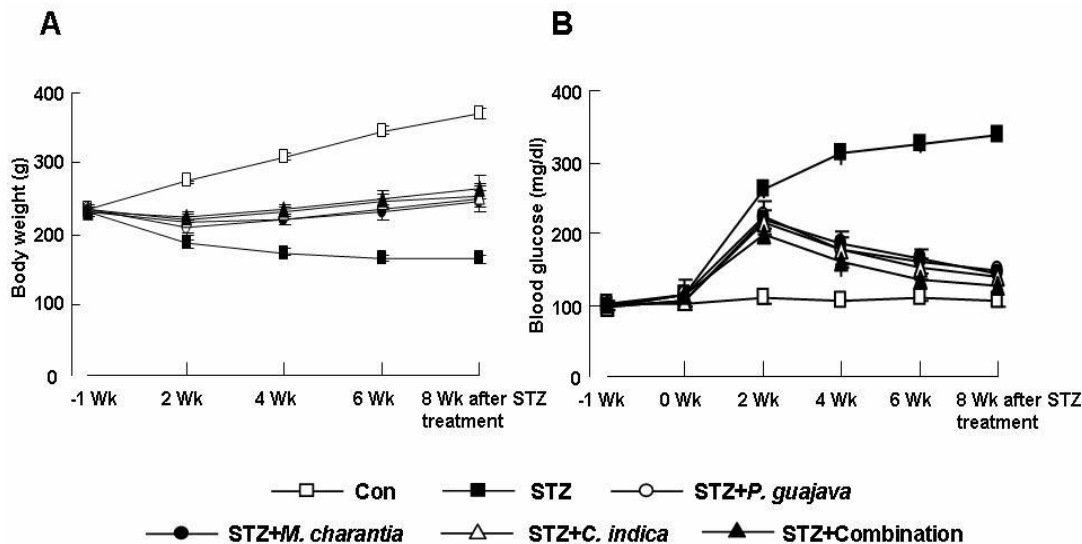 A
B
Body weight (g)
400
300
200
100
0
-1 Wk 2 Wk 4 Wk 6 Wk 8 Wk after STZ
treatment
Blood glucose (mg/dl)
400
300
200
100
0
-1 Wk 0 Wk 2 Wk 4 Wk 6 Wk 8 Wk after STZ
treatment
Con STZ STZ+P. guajava
STZ+M. charantia STZ+C. indica STZ+Combination